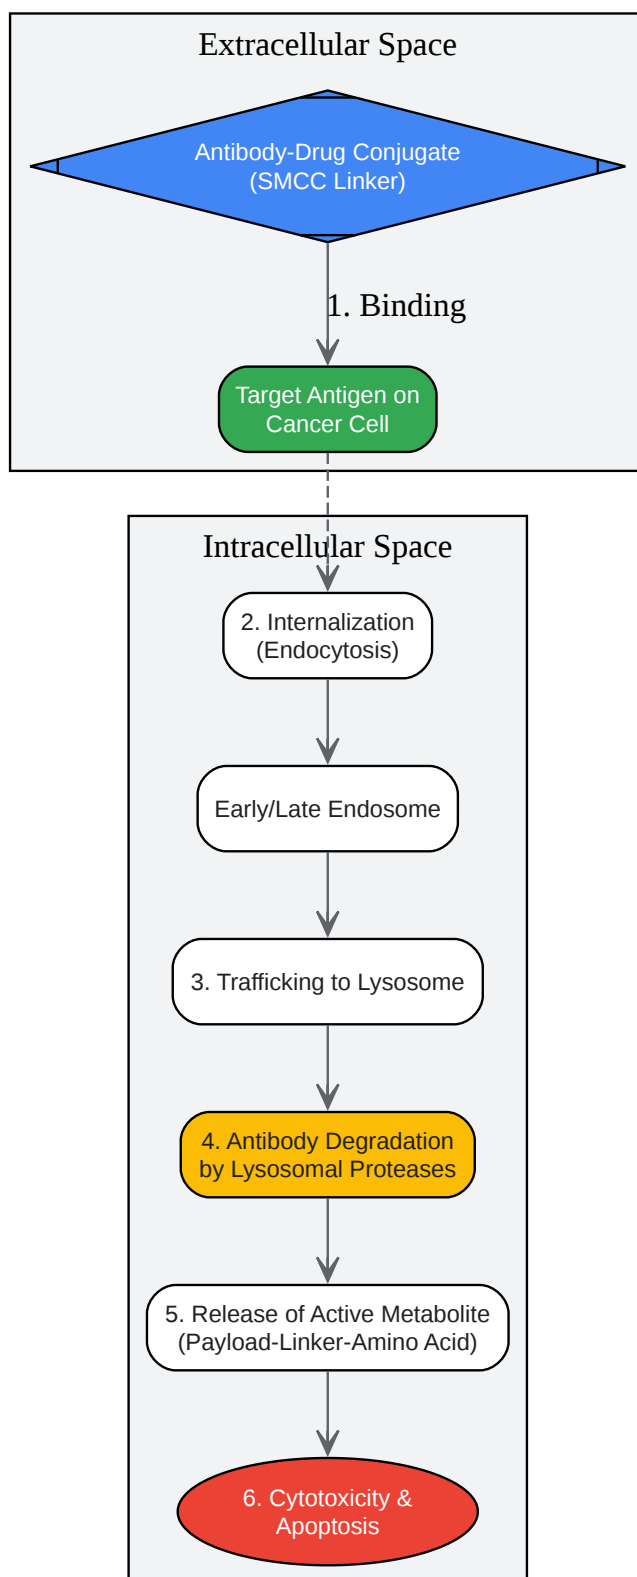 Extracellular Space
Antibody-Drug Conjugate
(SMCC Linker)
1. Binding
Target Antigen on
Cancer Cell
Intracellular Space
2. Internalization
(Endocytosis)
Early/Late Endosome
3. Trafficking to Lysosome
4. Antibody Degradation
by Lysosomal Proteases
5. Release of Active Metabolite
(Payload-Linker-Amino Acid)
6. Cytotoxicity &
Apoptosis